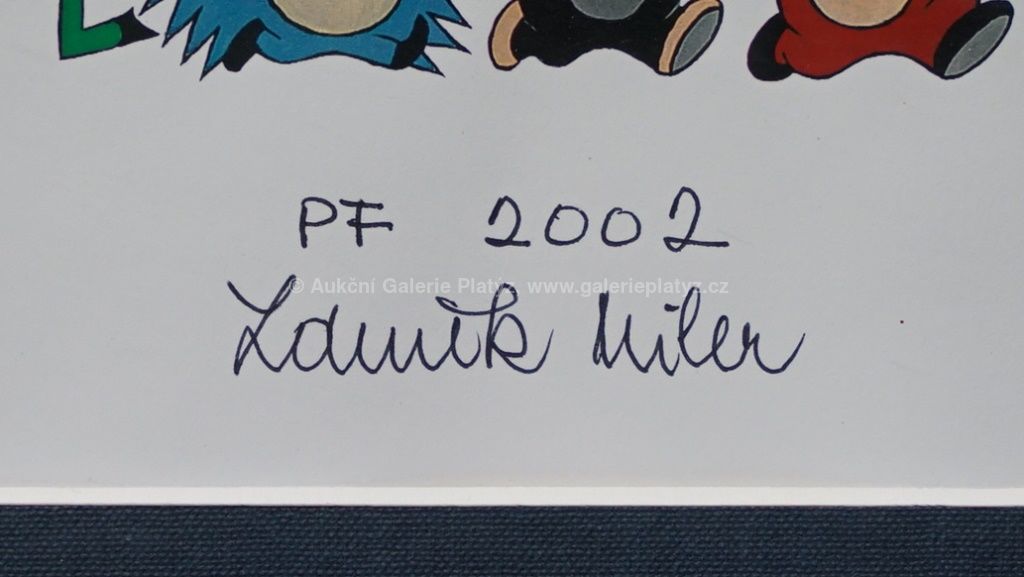 PF 2002
© Aukční Galerie Platýz, www.galerieplatyz.cz
Zdeněk Miler